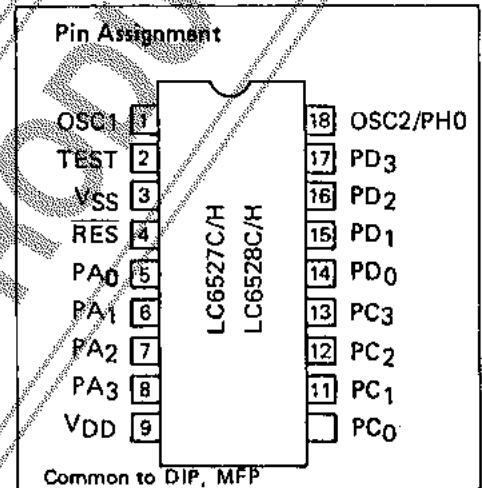 Pin Assignment
OSC1 1 18 OSC2/PH0
TEST 2 17 PD3
VSS 3 16 PD2
RES 4 15 PD1
PA0 5 14 PD0
PA1 6 13 PC3
PA2 7 12 PC2
PA3 8 11 PC1
VDD 9 PC0
LC6527C/H
LC6528C/H
Common to DIP, MFP